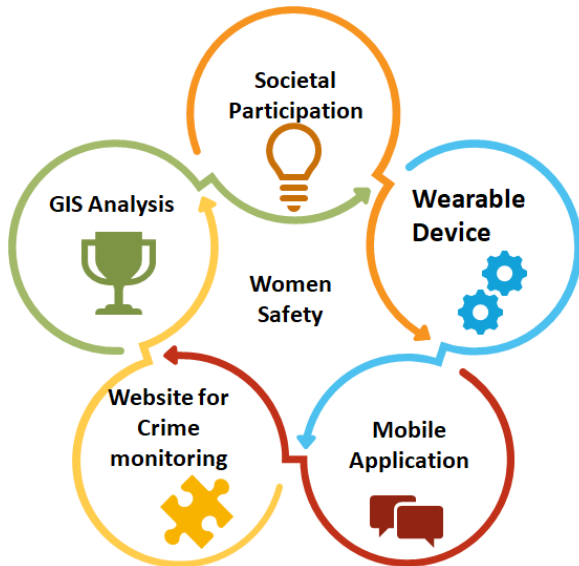 Societal
Participation
Wearable
Device
Mobile
Application
Website for
Crime
monitoring
GIS Analysis
Women
Safety